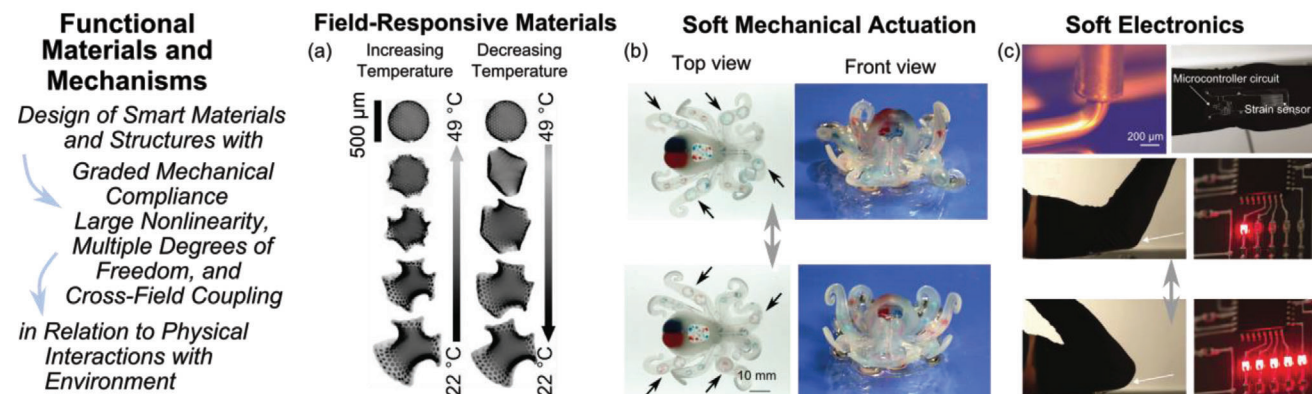 Functional
Materials and
Mechanisms
Design of Smart Materials
and Structures with
Graded Mechanical
Compliance
Large Nonlinearity,
Multiple Degrees of
Freedom, and
Cross-Field Coupling
in Relation to Physical
Interactions with
Environment
Field-Responsive Materials
(a)
Increasing
Temperature
Decreasing
Temperature
500 µm
49 °C
22 °C
49 °C
22 °C
Soft Mechanical Actuation
(b)
Top view
Front view
10 mm
Soft Electronics
(c)
200 µm
Microcontroller circuit
Strain sensor